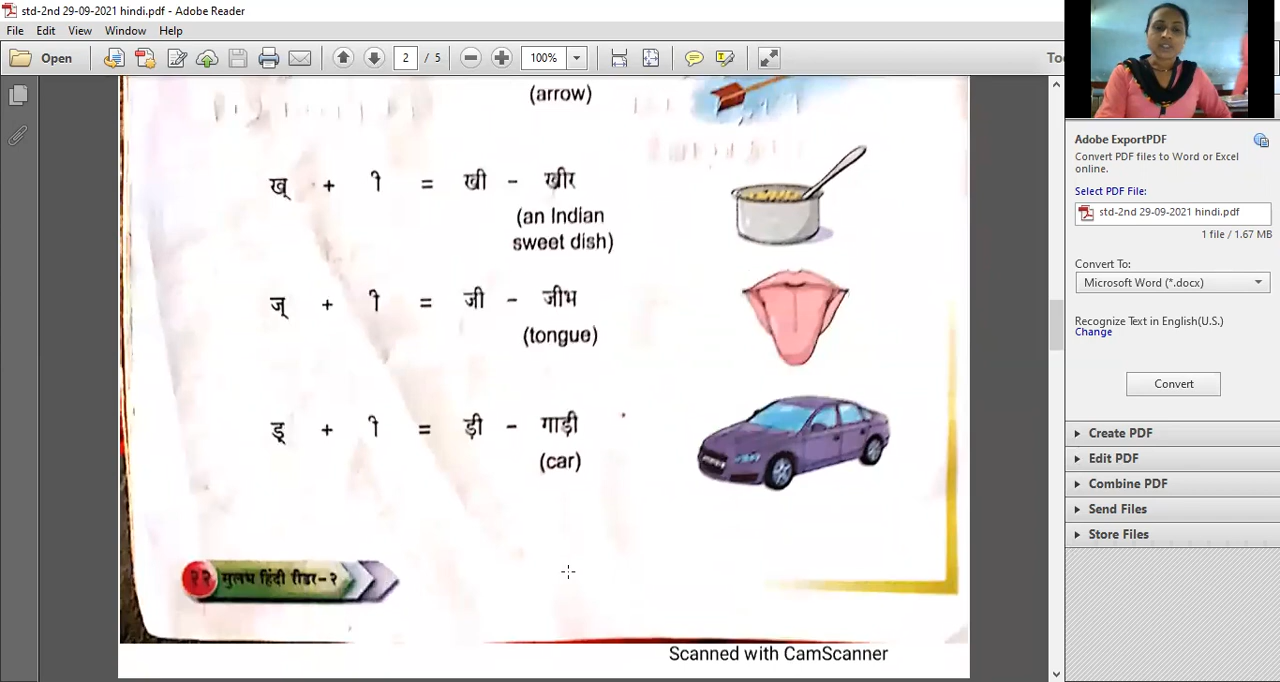 std-2nd 29-09-2021 hindi.pdf - Adobe Reader
File Edit View Window Help
Open 2 / 5 100%
(arrow)
ख् + ी = खी - खीर
(an Indian
sweet dish)
ज् + ी = जी - जीभ
(tongue)
ड़् + ी = ड़ी - गाड़ी
(car)
२२ सुलभ हिंदी रीडर-२
Scanned with CamScanner
Adobe ExportPDF
Convert PDF files to Word or Excel
online.
Select PDF File:
std-2nd 29-09-2021 hindi.pdf
1 file / 1.67 MB
Convert To:
Microsoft Word (*.docx)
Recognize Text in English(U.S.)
Change
Convert
Create PDF
Edit PDF
Combine PDF
Send Files
Store Files